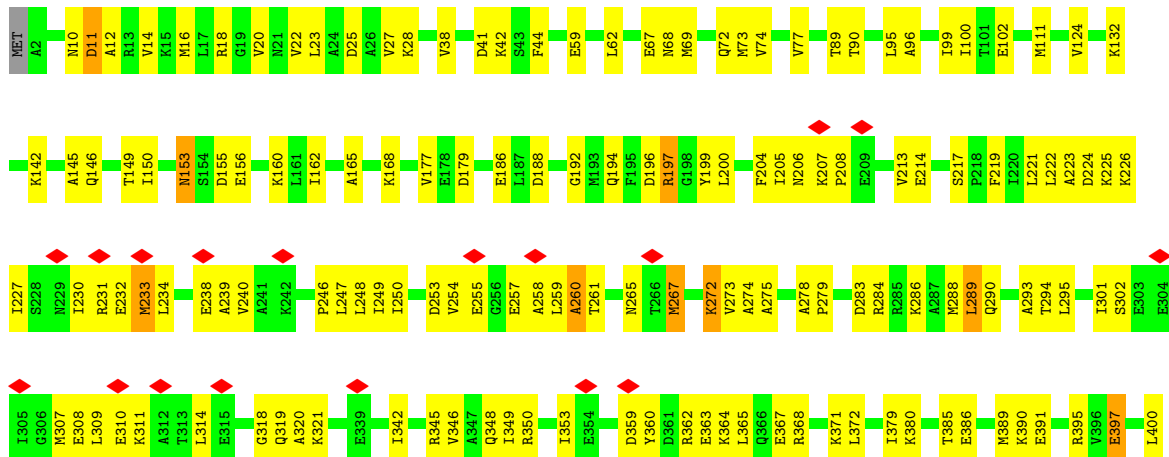 MET A2 N10 D11 A12 R13 V14 K15 M16 L17 R18 G19 V20 N21 V22 L23 A24 D25 A26 V27 K28 V38 D41 K42 S43 F44 E59 L62 E67 N68 M69 Q72 M73 V74 V77 T89 T90 L95 A96 I99 I100 T101 E102 M111 V124 K132
K142 A145 Q146 T149 I150 N153 S154 D155 E156 K160 L161 I162 A165 K168 V177 E178 D179 E186 L187 D188 G192 M193 Q194 F195 D196 R197 G198 Y199 L200 F204 I205 N206 K207 P208 E209 V213 E214 S217 P218 F219 I220 L221 L222 A223 D224 K225 K226
I227 S228 N229 I230 R231 E232 M233 L234 E238 A239 V240 A241 K242 P246 L247 L248 I249 I250 D253 V254 E255 G256 E257 A258 L259 A260 T261 N265 T266 M267 K272 V273 A274 A275 A278 P279 D283 R284 R285 K286 A287 M288 L289 Q290 A293 T294 L295 I301 S302 E303 E304
I305 G306 M307 E308 L309 E310 K311 A312 T313 L314 E315 G318 Q319 A320 K321 E339 I342 R345 V346 A347 Q348 I349 R350 I353 E354 D359 Y360 D361 R362 E363 K364 L365 Q366 E367 R368 K371 L372 I379 K380 T385 E386 M389 K390 E391 R395 V396 E397 L400